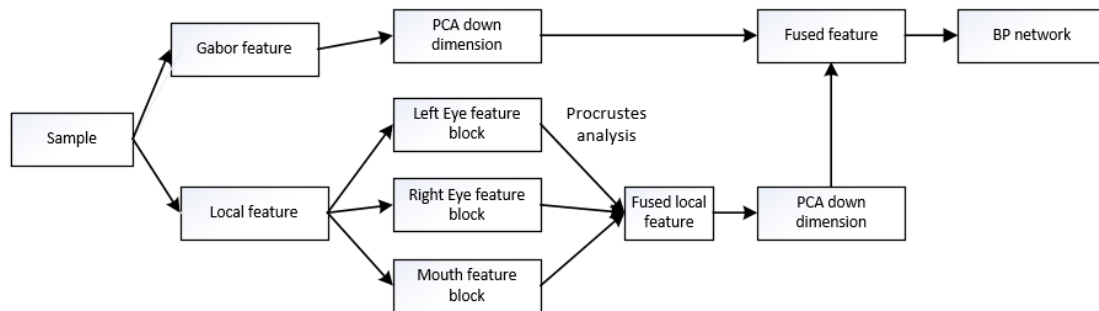 Gabor feature
PCA down
dimension
Fused feature
BP network
Sample
Left Eye feature
block
Procrustes
analysis
Local feature
Right Eye feature
block
Fused local
feature
PCA down
dimension
Mouth feature
block